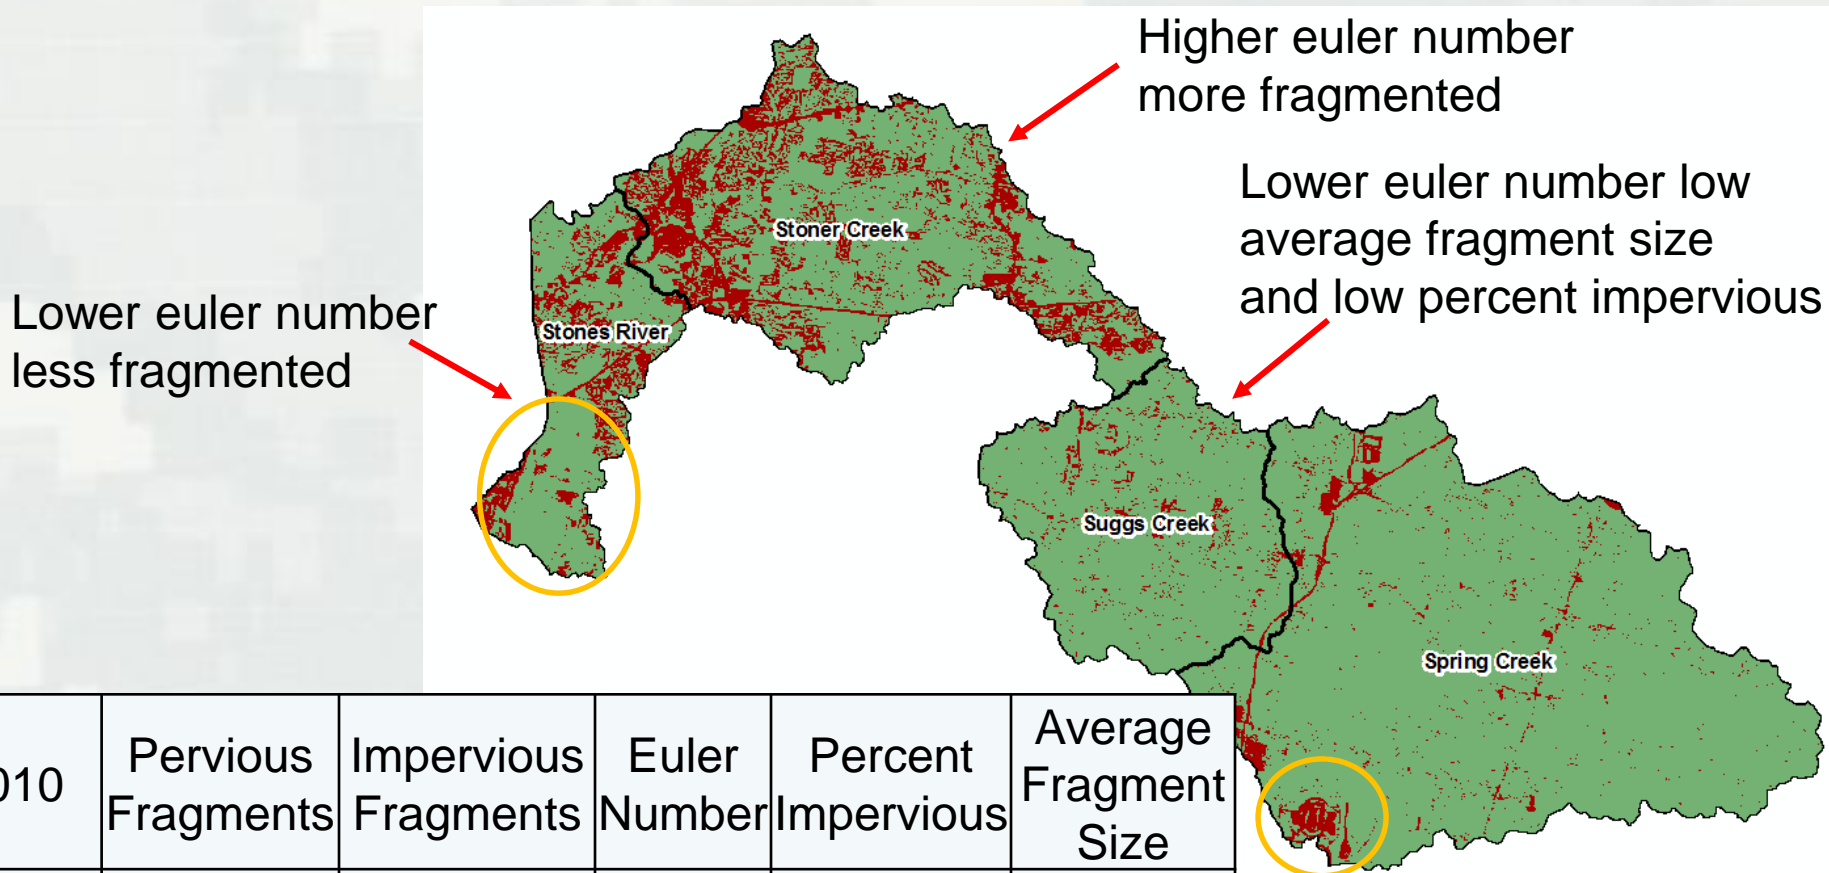 Higher euler number
more fragmented
Lower euler number low
average fragment size
and low percent impervious
Lower euler number
less fragmented
Stoner Creek
Stones River
Suggs Creek
Spring Creek
010
Pervious
Fragments
Impervious
Fragments
Euler
Number
Percent
Impervious
Average
Fragment
Size